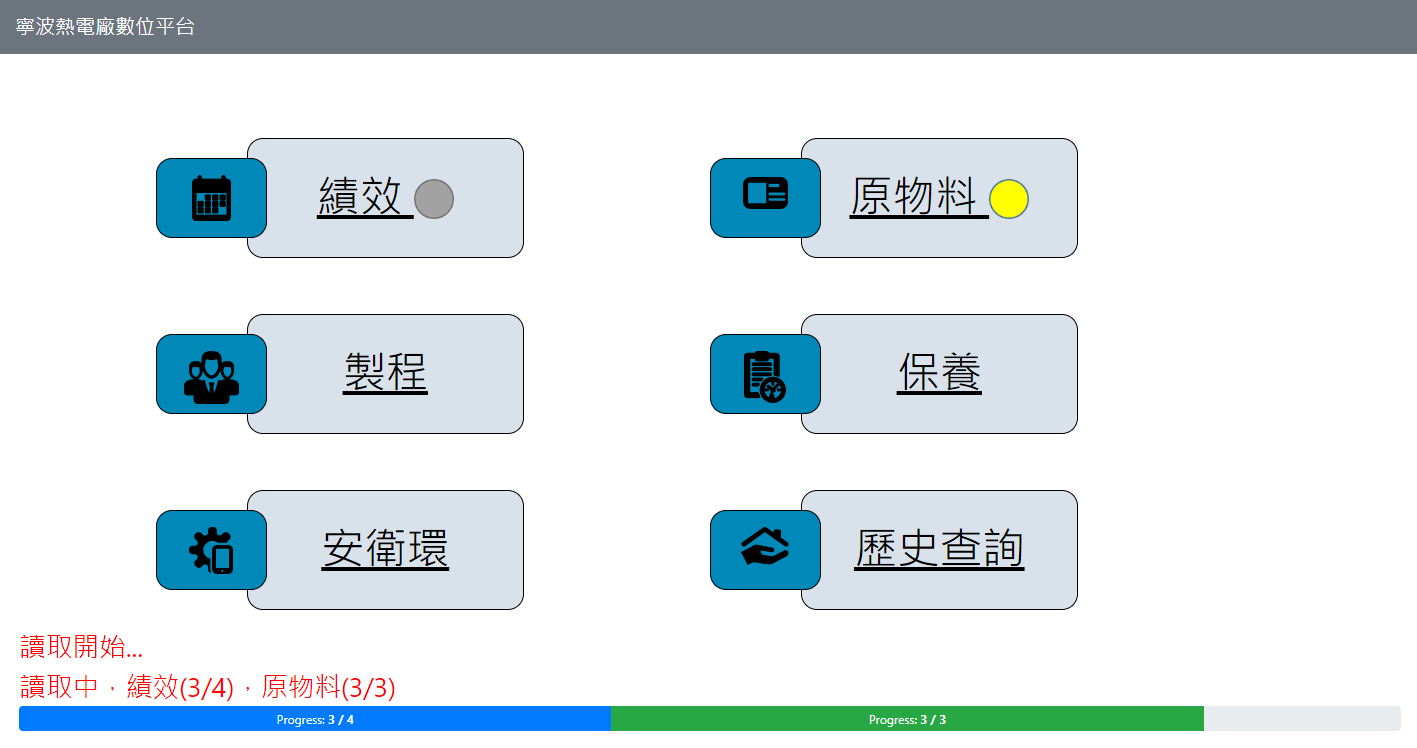 寧波熱電廠數位平台
績效
原物料
製程
保養
安衛環
歷史查詢
讀取開始...
讀取中，績效(3/4)，原物料(3/3)
Progress: 3 / 4
Progress: 3 / 3